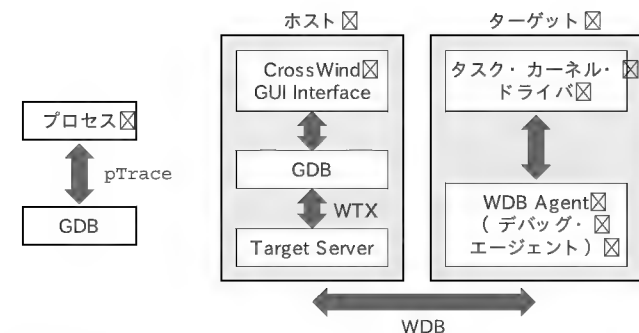 ホスト
ターゲット
CrossWind
GUI Interface
タスク・カーネル・
ドライバ
プロセス
pTrace
GDB
GDB
WTX
Target Server
WDB Agent
(デバッグ・
エージェント)
WDB